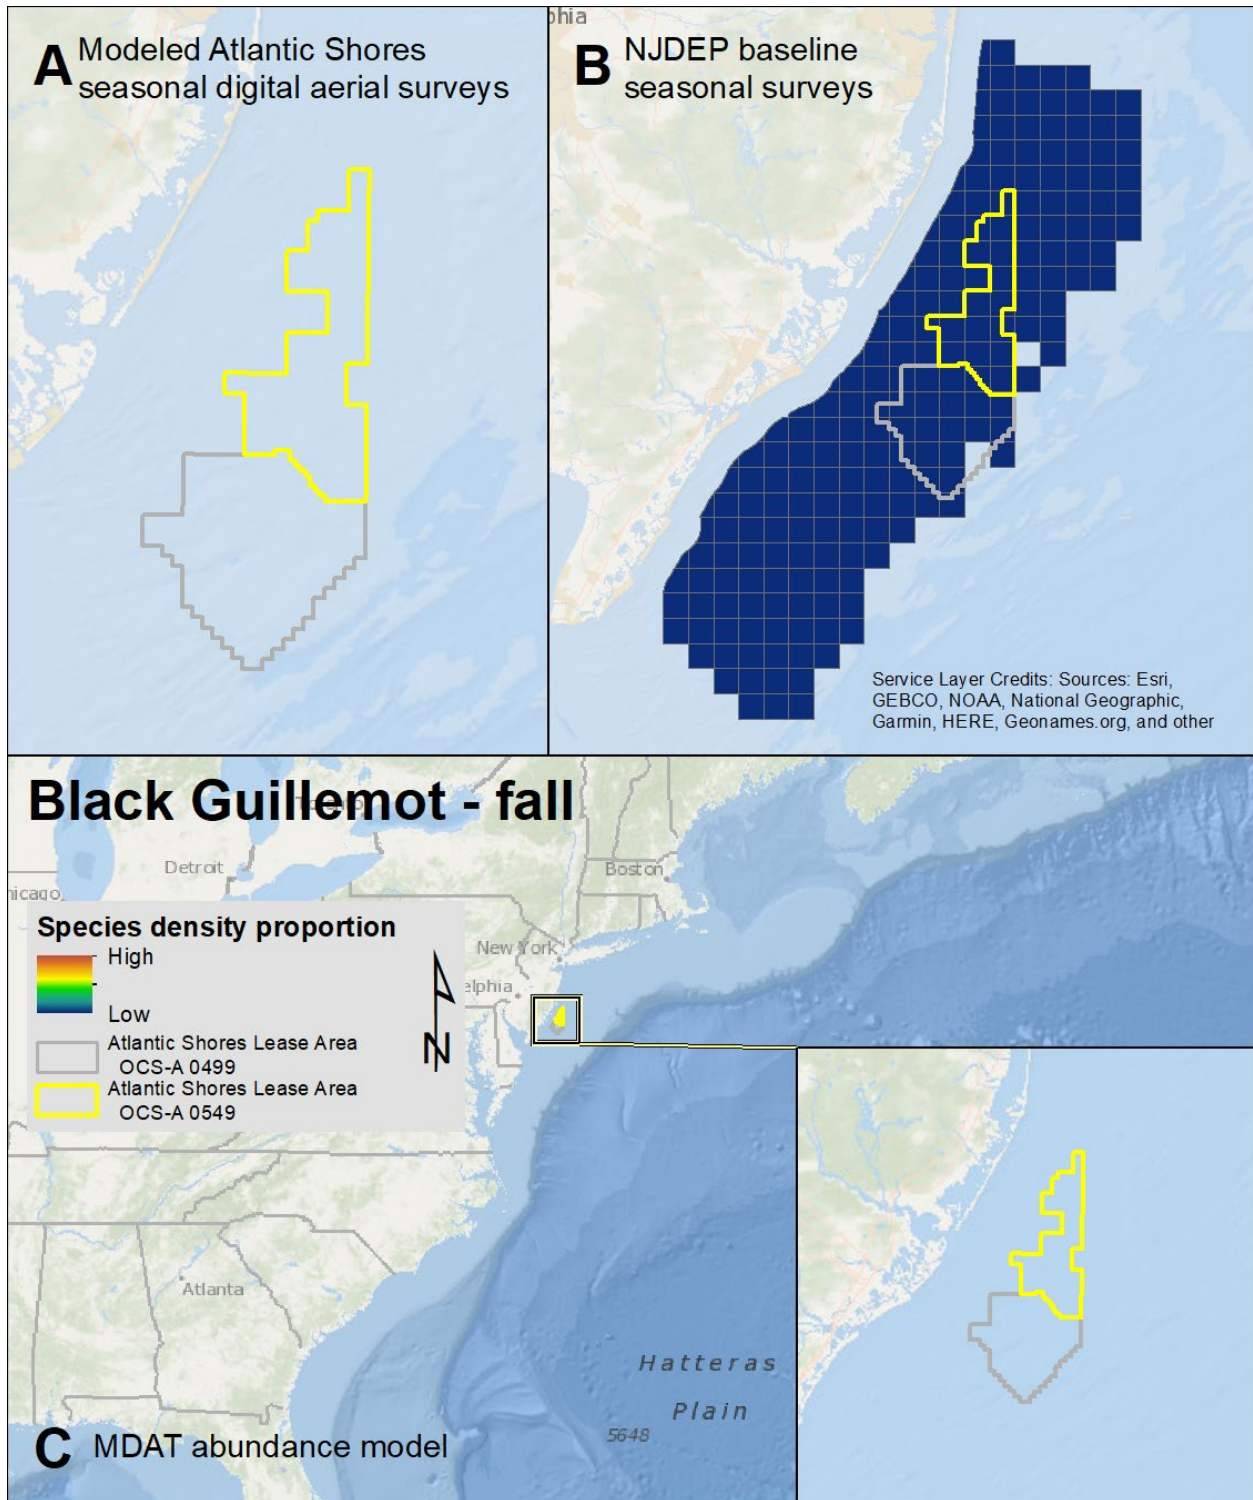 A Modeled Atlantic Shores
seasonal digital aerial surveys
phia
B NJDEP baseline
seasonal surveys
Service Layer Credits: Sources: Esri,
GEBCO, NOAA, National Geographic,
Garmin, HERE, Geonames.org, and other
Black Guillemot - fall
Detroit
Boston
hicago
Species density proportion
High
Low
Atlantic Shores Lease Area
OCS-A 0499
Atlantic Shores Lease Area
OCS-A 0549
N
New York
elphia
Atlanta
Hatteras
Plain
5648
C MDAT abundance model